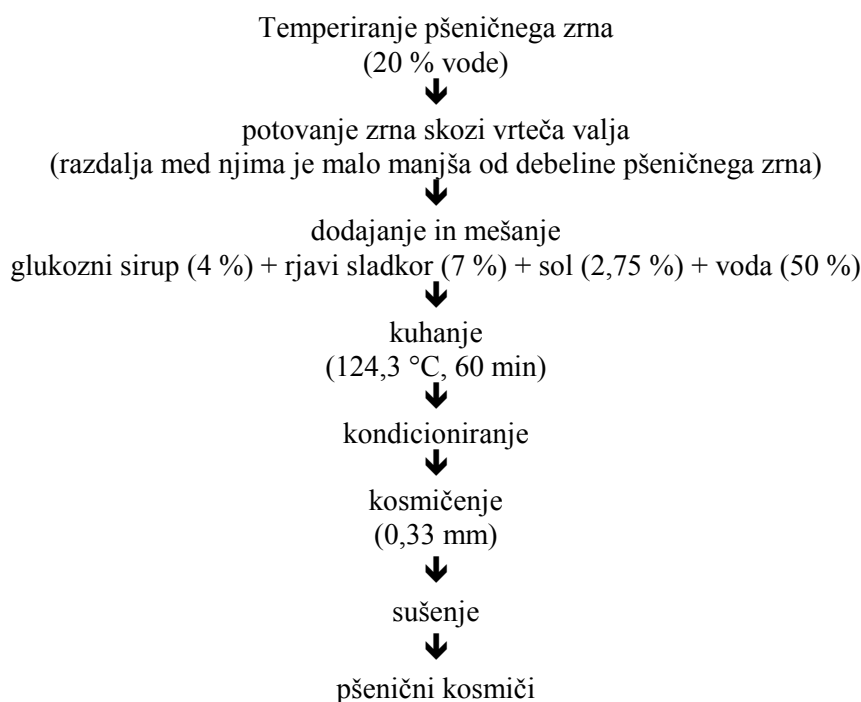 Temperiranje pšeničnega zrna
(20 % vode)
potovanje zrna skozi vrteča valja
(razdalja med njima je malo manjša od debeline pšeničnega zrna)
dodajanje in mešanje
glukozni sirup (4 %) + rjavi sladkor (7 %) + sol (2,75 %) + voda (50 %)
kuhanje
(124,3 °C, 60 min)
kondicioniranje
kosmičenje
(0,33 mm)
sušenje
pšenični kosmiči